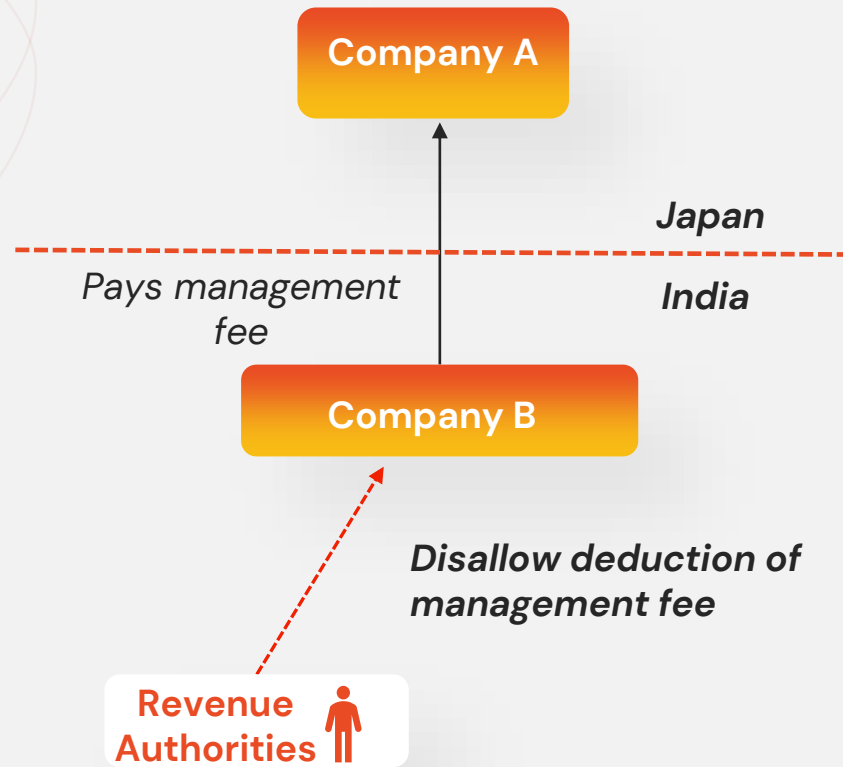 Company A
Japan
Pays management
fee
India
Company B
Disallow deduction of
management fee
Revenue
Authorities